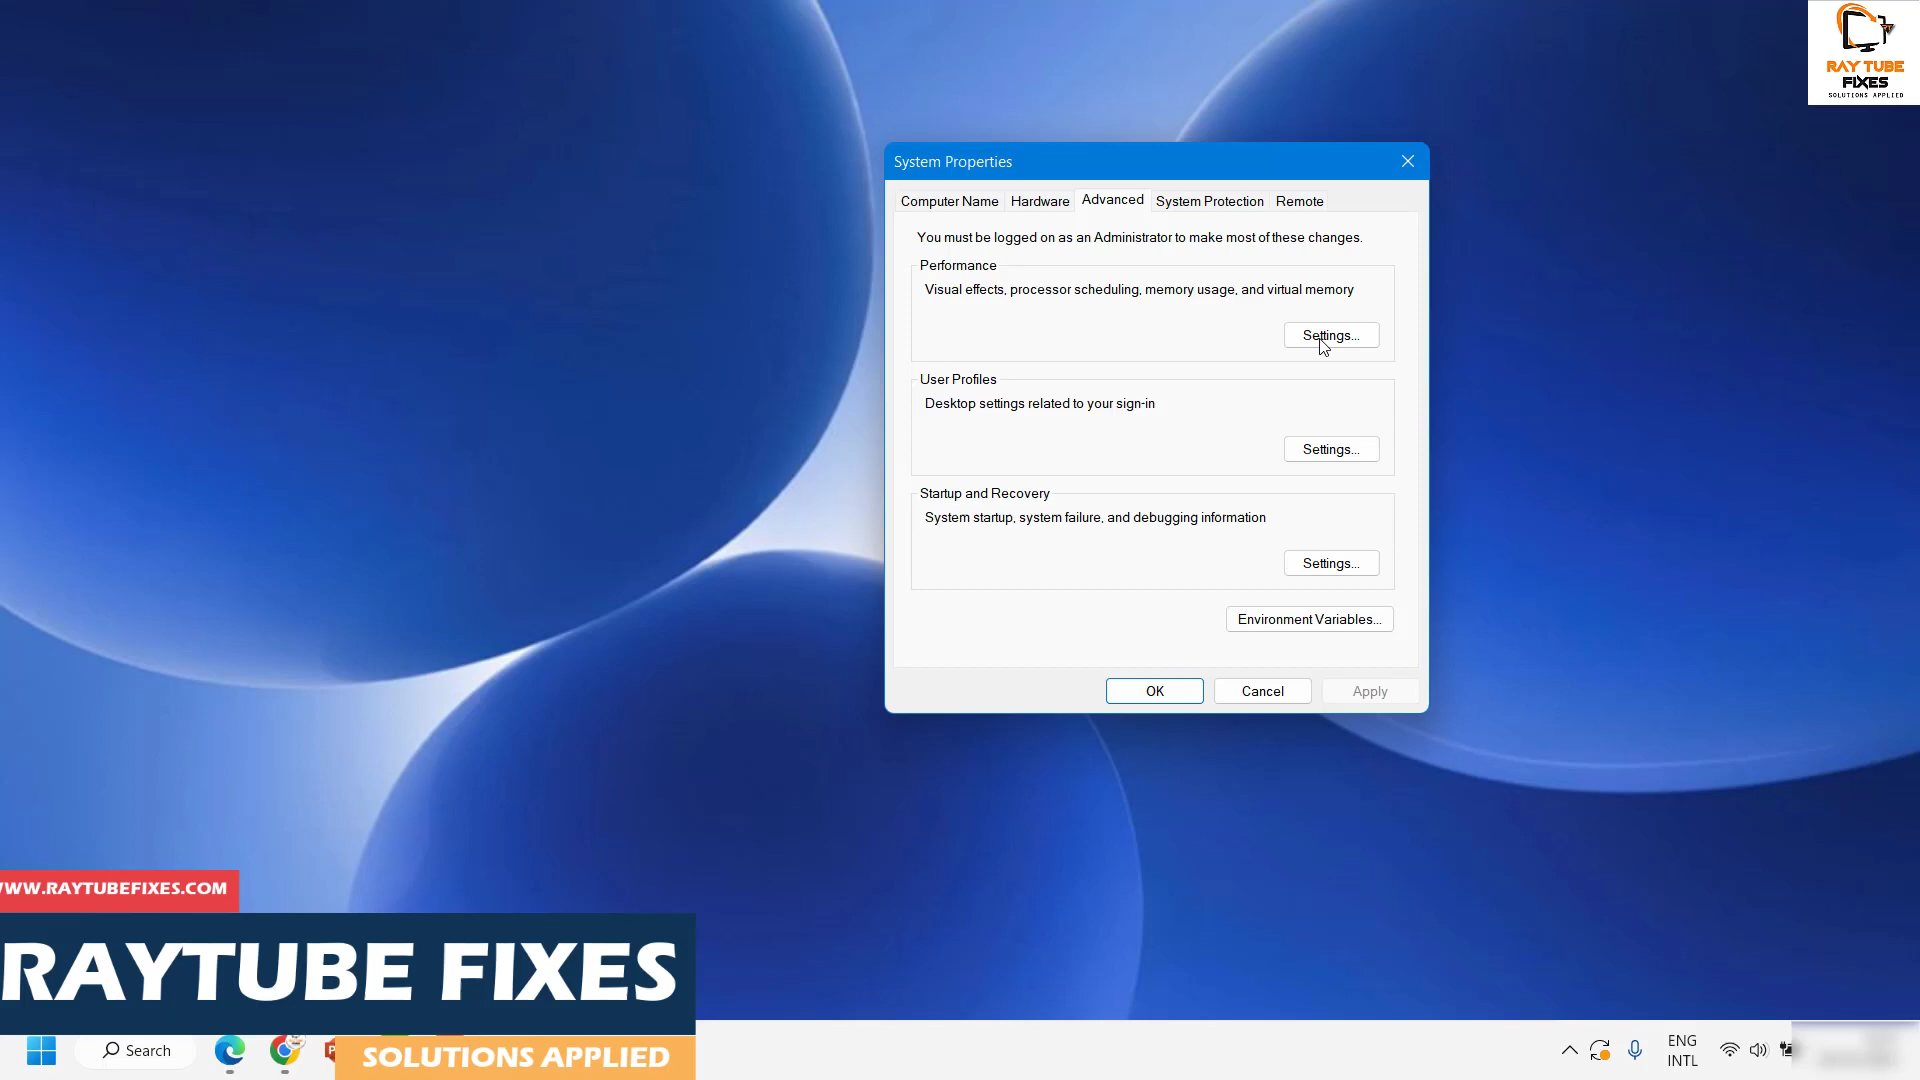 RAY TUBE
FIXES
SOLUTIONS APPLIED
System Properties
Computer Name
Hardware
Advanced
System Protection
Remote
You must be logged on as an Administrator to make most of these changes.
Performance
Visual effects, processor scheduling, memory usage, and virtual memory
Settings...
User Profiles
Desktop settings related to your sign-in
Settings...
Startup and Recovery
System startup, system failure, and debugging information
Settings...
Environment Variables...
OK
Cancel
Apply
WWW.RAYTUBEFIXES.COM
RAYTUBE FIXES
SOLUTIONS APPLIED
Search
ENG
INTL